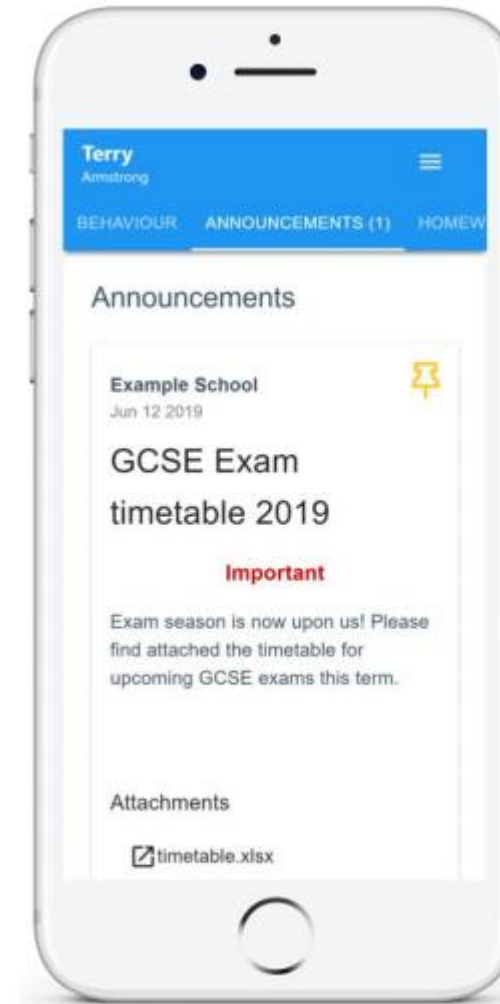 Terry
Armstrong
BEHAVIOUR ANNOUNCEMENTS (1) HOMEW
Announcements
Example School
Jun 12 2019
GCSE Exam
timetable 2019
Important
Exam season is now upon us! Please
find attached the timetable for
upcoming GCSE exams this term.
Attachments
timetable.xlsx